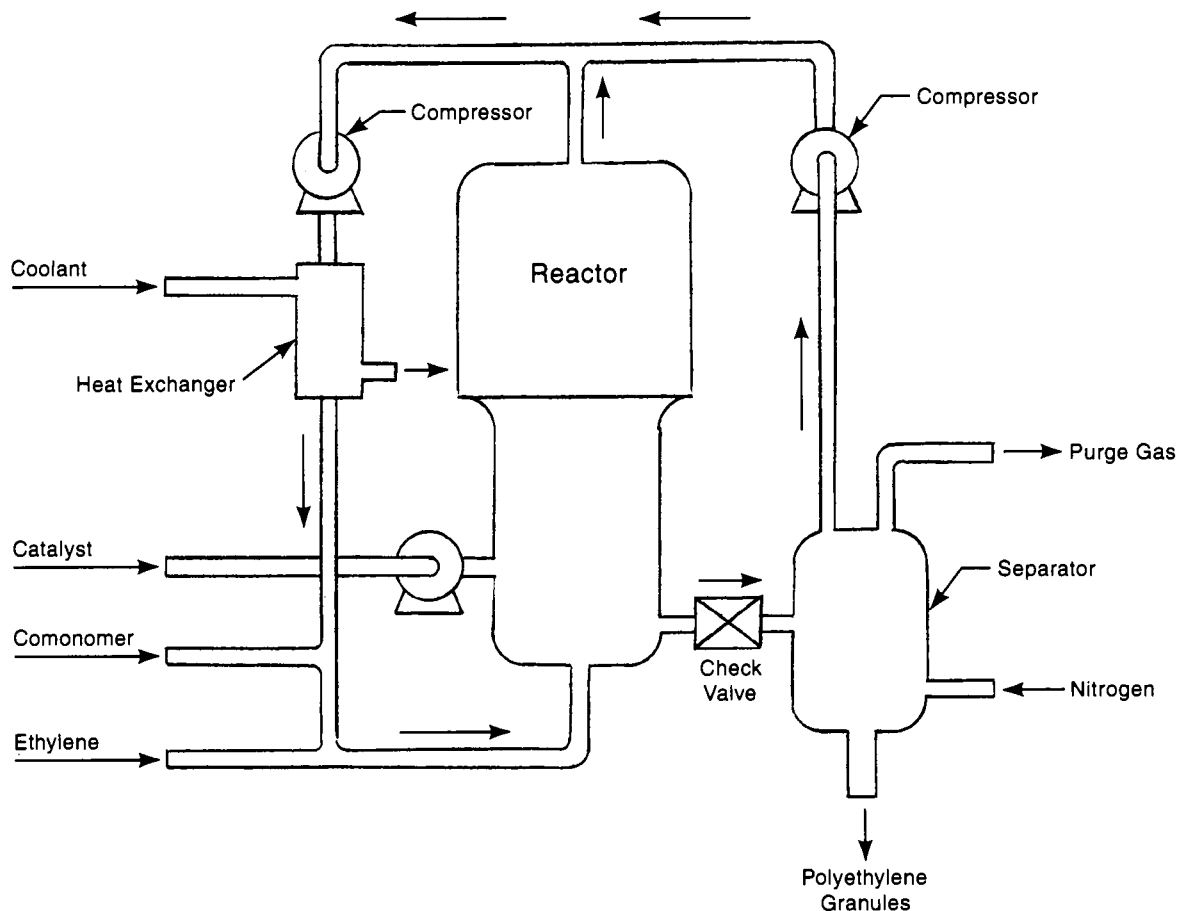 Compressor
Compressor
Coolant
Reactor
Heat Exchanger
Purge Gas
Catalyst
Separator
Comonomer
Check
Valve
Nitrogen
Ethylene
Polyethylene
Granules